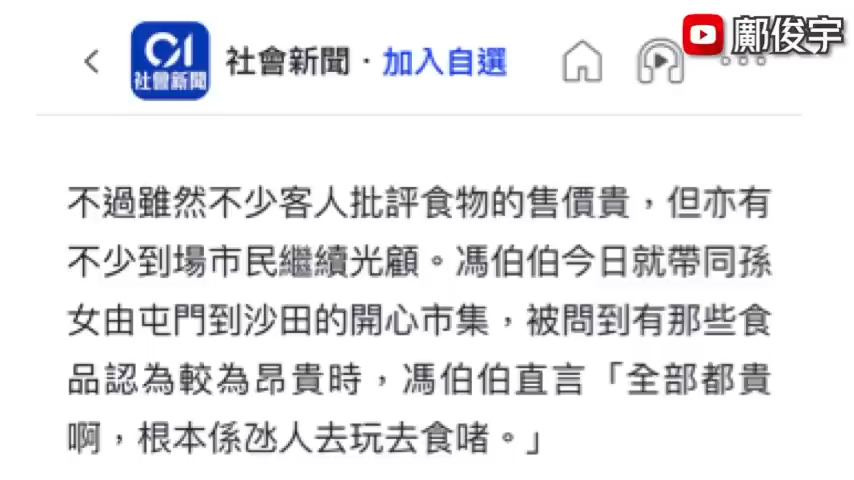 鄺俊宇
01
社會新聞
社會新聞・加入自選
不過雖然不少客人批評食物的售價貴，但亦有
不少到場市民繼續光顧。馮伯伯今日就帶同孫
女由屯門到沙田的開心市集，被問到有那些食
品認為較為昂貴時，馮伯伯直言「全部都貴
啊，根本係氹人去玩去食啫。」